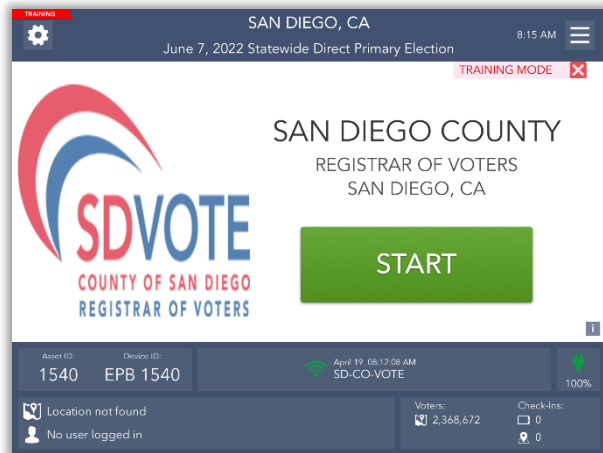 TRAINING
SAN DIEGO, CA
June 7, 2022 Statewide Direct Primary Election
8:15 AM
TRAINING MODE
SAN DIEGO COUNTY
REGISTRAR OF VOTERS
SAN DIEGO, CA
SDVOTE
COUNTY OF SAN DIEGO
REGISTRAR OF VOTERS
START
i
Asset ID:
1540
Device ID:
EPB 1540
April 19 08:12:08 AM
SD-CO-VOTE
100%
Location not found
No user logged in
Voters:
2,368,672
Check-Ins:
0
0